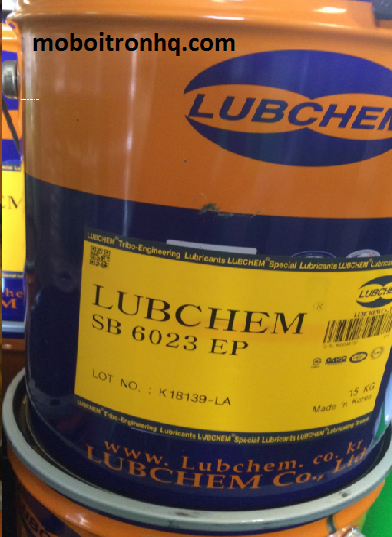 moboitronhq.com
LUBCHEM
LUBCHEM Tribo-Engineering Lubricants LUBCHEM Special Lubricants LUBCHEM
LUBCHEM
LUBCHEM ®
SB 6023 EP
LOT NO. : K18139-LA
15 KG
Made in Korea
LUBCHEM Tribo-Engineering Lubricants LUBCHEM Special Lubricants LUBCHEM
www.Lubchem.co.kr
LUBCHEM Co., Ltd